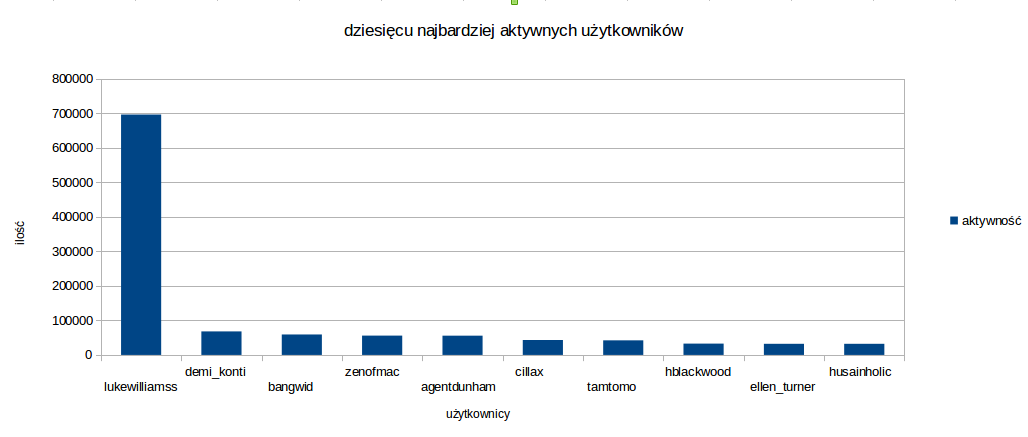 dziesięcu najbardziej aktywnych użytkowników
800000
700000
600000
500000
400000
300000
200000
100000
0
ilość
aktywność
demi_konti zenofmac cillax hblackwood husainholic
lukewilliamss bangwid agentdunham tamtomo ellen_turner
użytkownicy